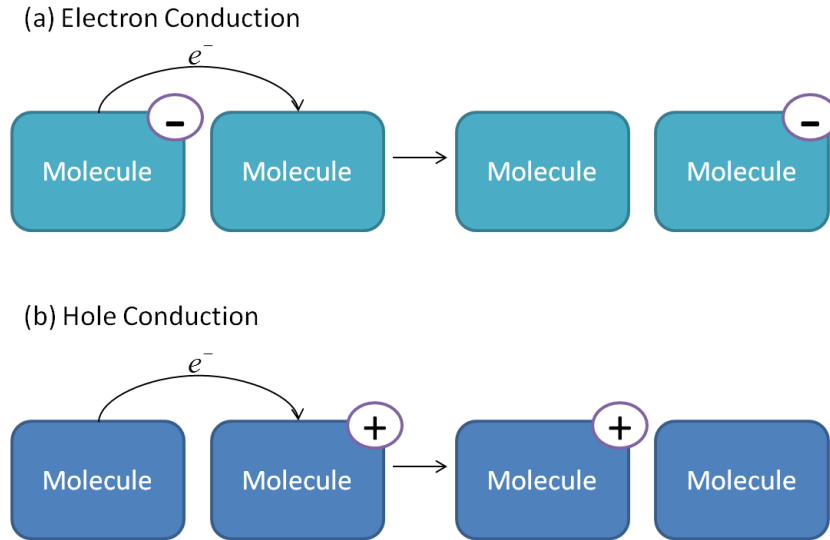 (a) Electron Conduction
e⁻
Molecule − Molecule Molecule Molecule −
(b) Hole Conduction
e⁻
Molecule Molecule + Molecule + Molecule